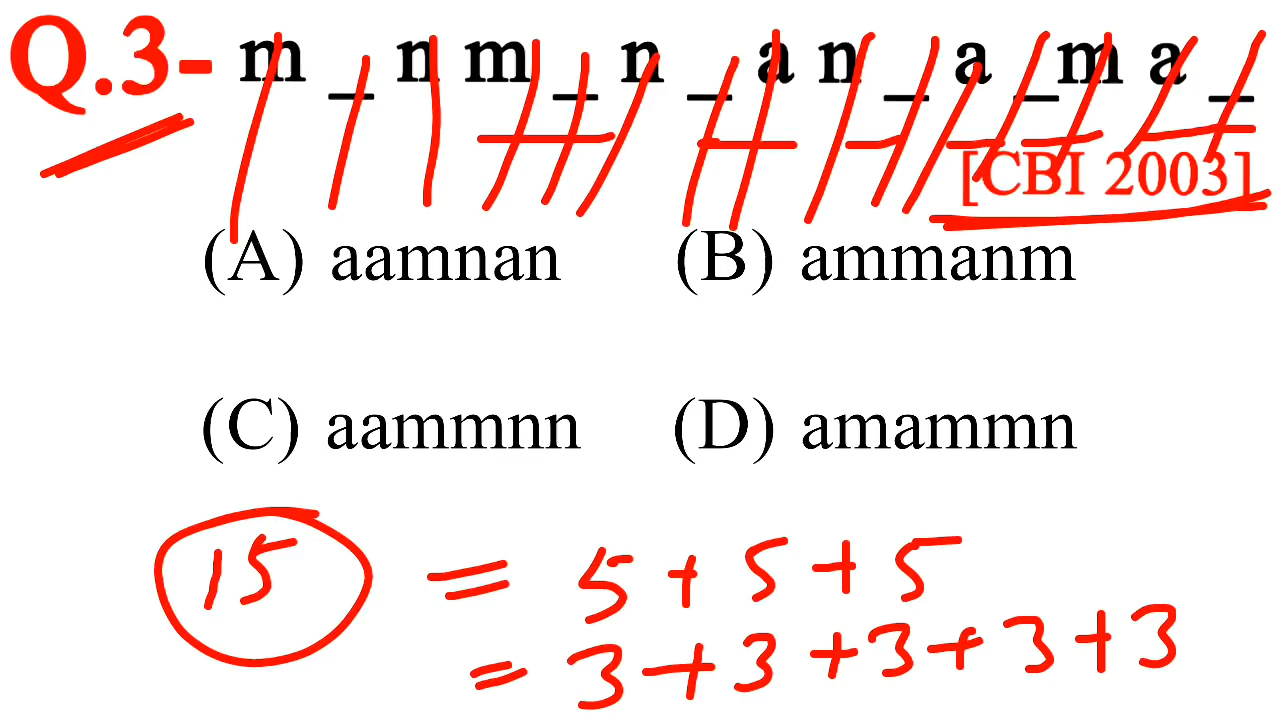 Q.3- m _ n m _ n _ a n _ a _ m a _
[CBI 2003]
(A) aamnan (B) ammanm
(C) aammnn (D) amammn
15 = 5 + 5 + 5
= 3 + 3 + 3 + 3 + 3